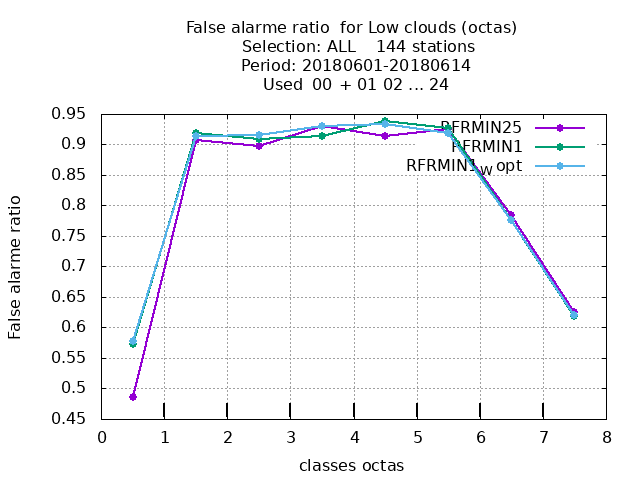 False alarme ratio  for Low clouds (octas)
Selection: ALL    144 stations
Period: 20180601-20180614
Used  00 + 01 02 ... 24
0.95
0.9
0.85
0.8
0.75
0.7
0.65
0.6
0.55
0.5
0.45
False alarme ratio
RFRMIN25
RFRMIN1
RFRMIN1w opt
0 1 2 3 4 5 6 7 8
classes octas